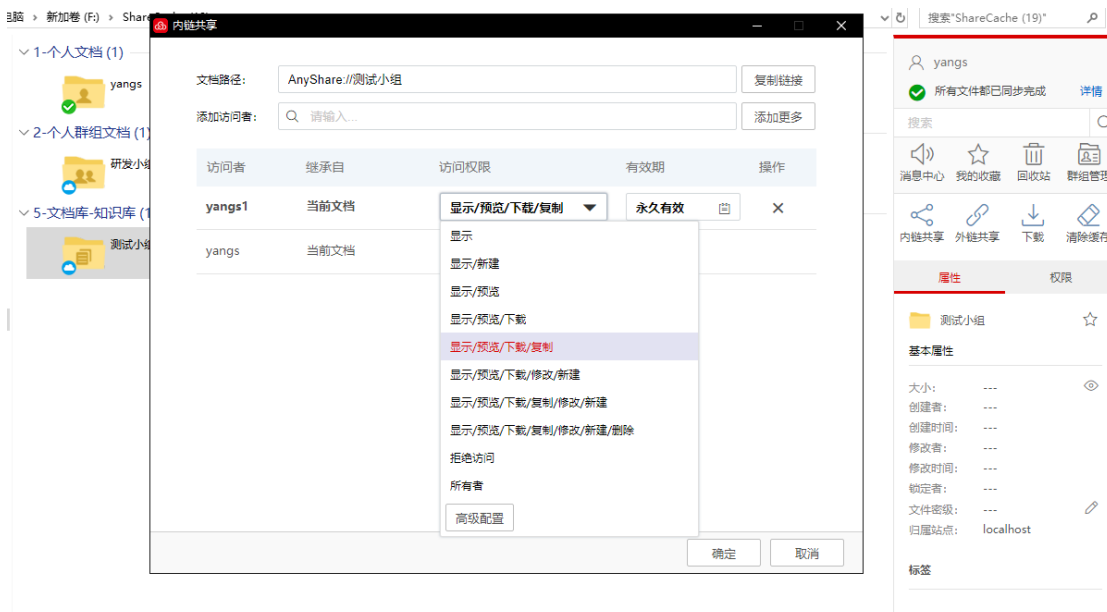 电脑 › 新加卷 (F:) › Share
搜索"ShareCache (19)"
1-个人文档 (1)
yangs
2-个人群组文档 (1)
研发小
5-文档库-知识库 (1
测试小
内链共享
文档路径:
AnyShare://测试小组
复制链接
添加访问者:
请输入...
添加更多
访问者 继承自 访问权限 有效期 操作
yangs1 当前文档 显示/预览/下载/复制 永久有效
yangs 当前文档
显示
显示/新建
显示/预览
显示/预览/下载
显示/预览/下载/复制
显示/预览/下载/修改/新建
显示/预览/下载/复制/修改/新建
显示/预览/下载/复制/修改/新建/删除
拒绝访问
所有者
高级配置
确定 取消
yangs
所有文件都已同步完成 详情
搜索
消息中心 我的收藏 回收站 群组管理
内链共享 外链共享 下载 清除缓存
属性 权限
测试小组
基本属性
大小: ---
创建者: ---
创建时间: ---
修改者: ---
修改时间: ---
锁定者: ---
文件密级: ---
归属站点: localhost
标签